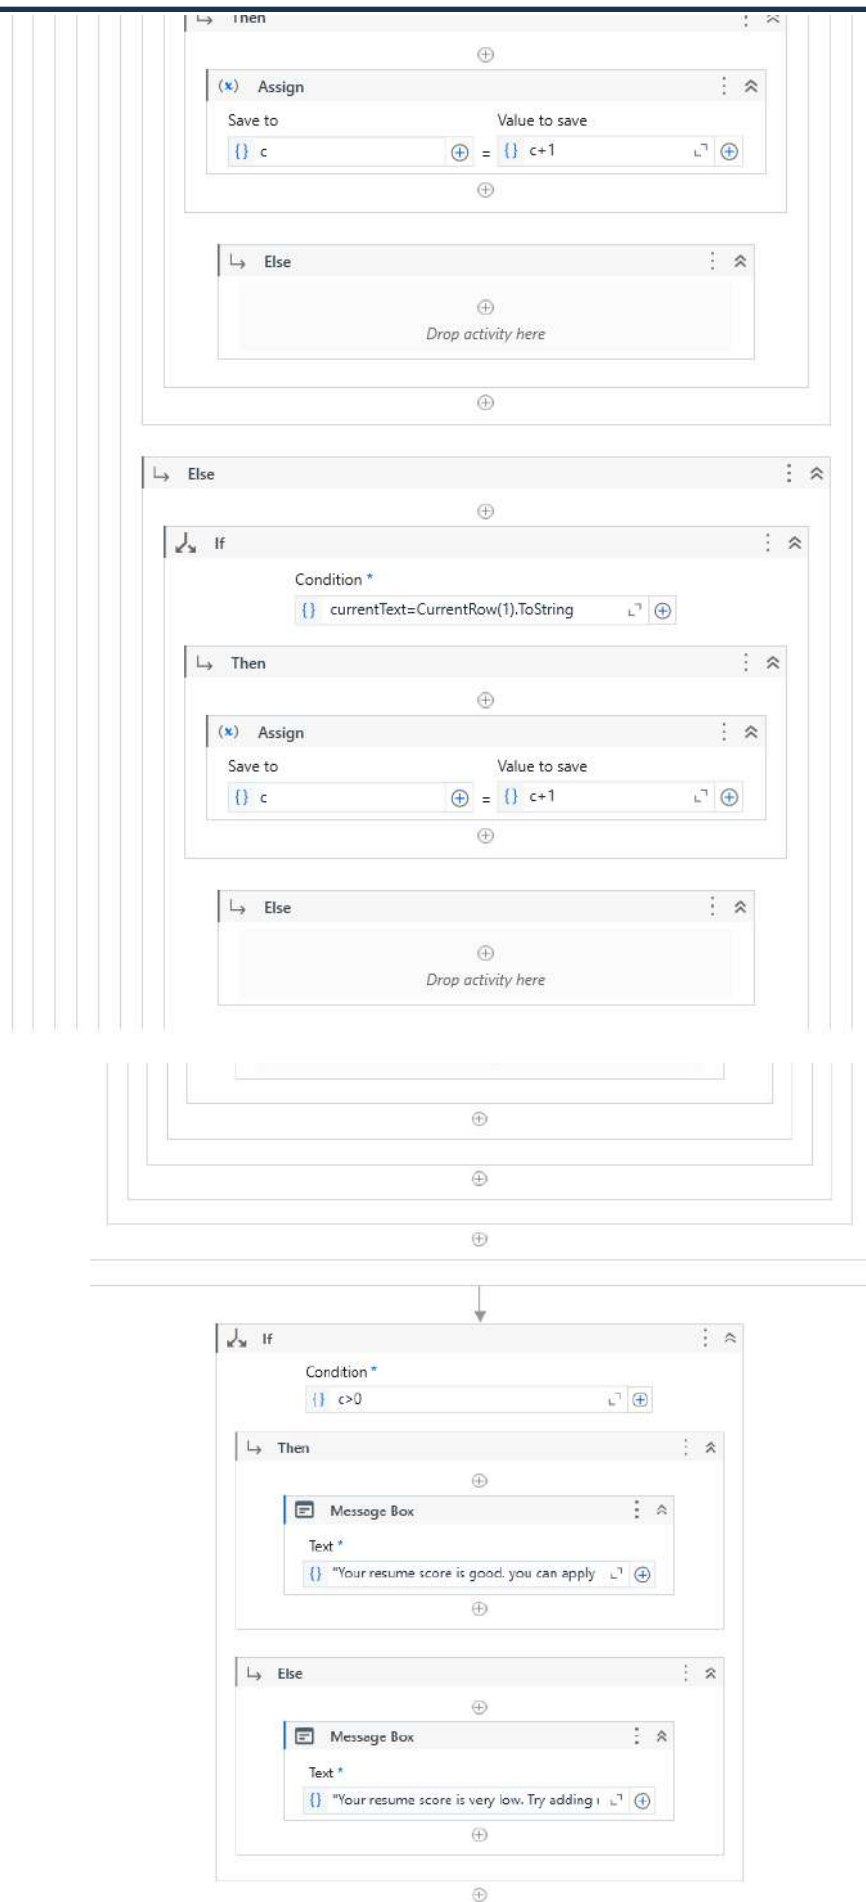 Then
(x) Assign
Save to Value to save
{} c = {} c+1
Else
Drop activity here
Else
If
Condition *
{} currentText=CurrentRow(1).ToString
Then
(x) Assign
Save to Value to save
{} c = {} c+1
Else
Drop activity here
If
Condition *
{} c>0
Then
Message Box
Text *
{} "Your resume score is good. you can apply
Else
Message Box
Text *
{} "Your resume score is very low. Try adding